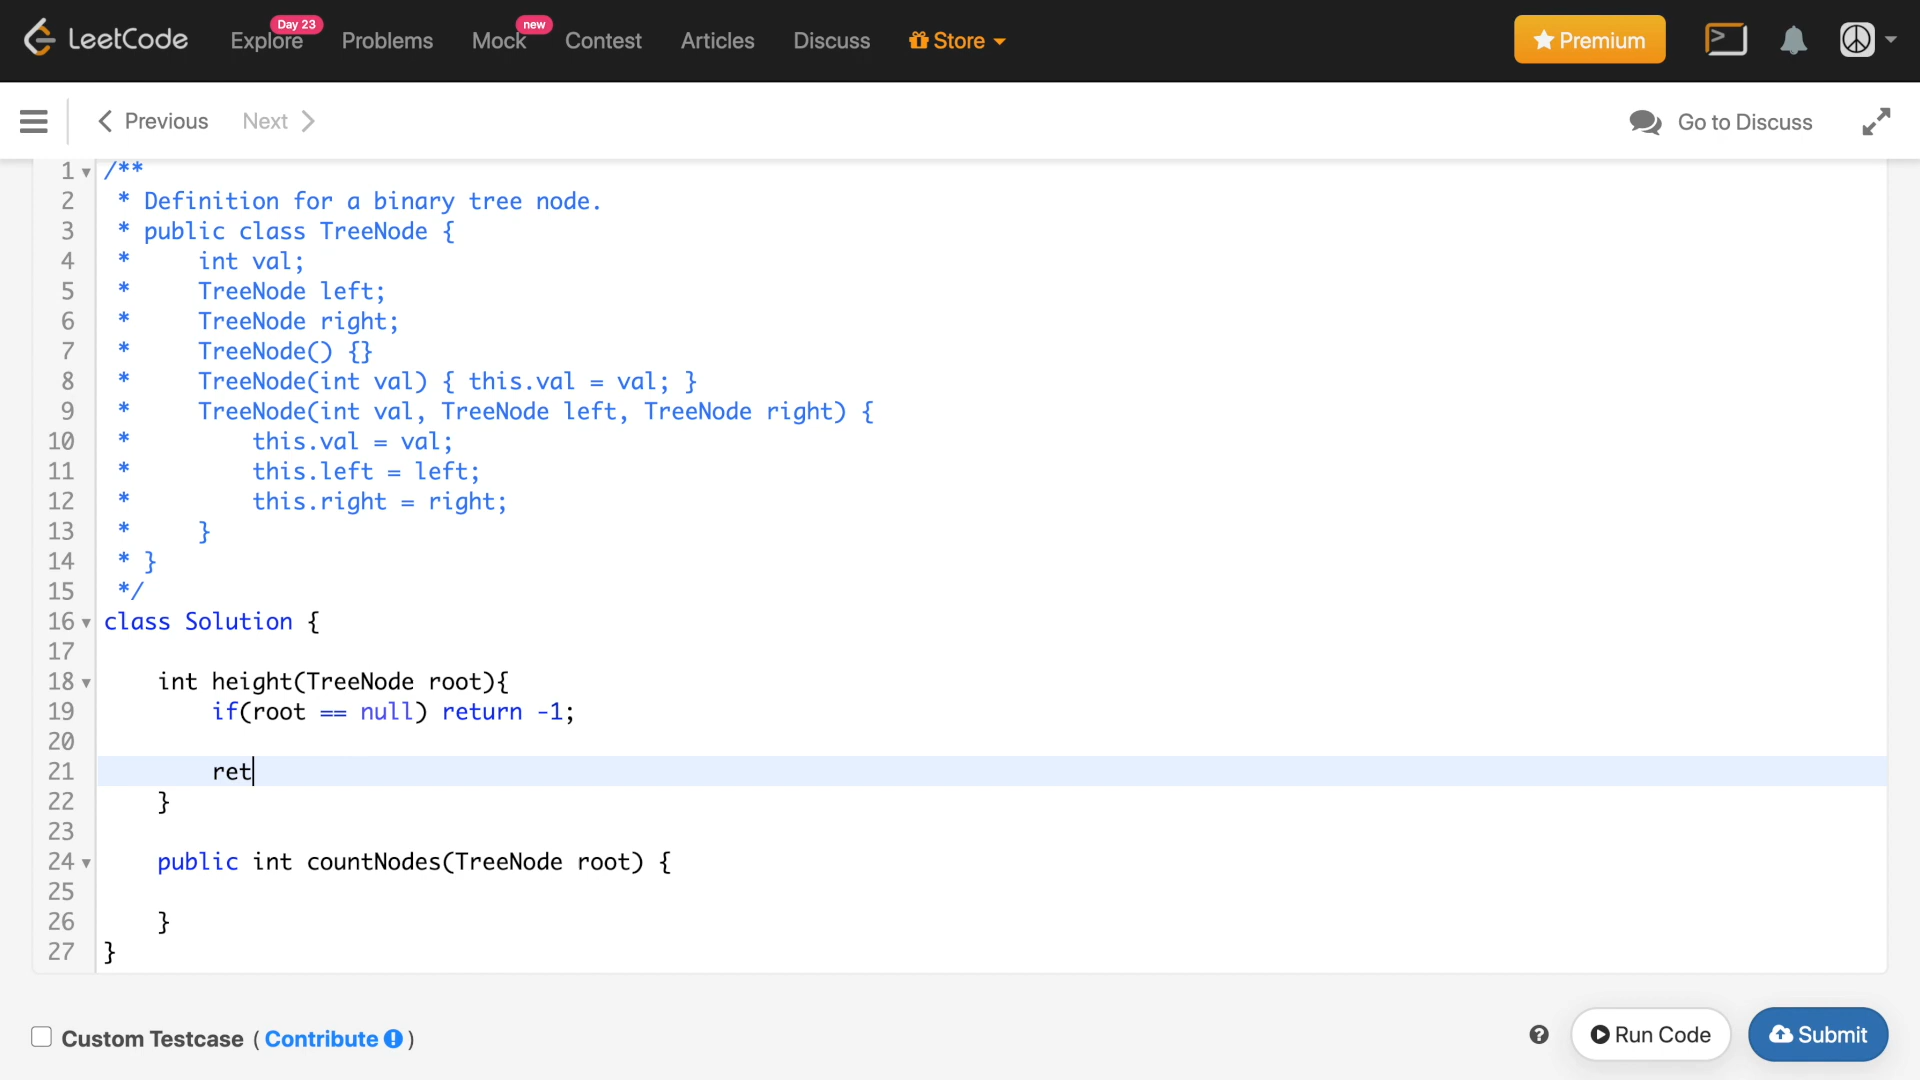 LeetCode Explore Day 23 Problems Mock new Contest Articles Discuss Store Premium
Previous Next Go to Discuss
1 /**
2 * Definition for a binary tree node.
3 * public class TreeNode {
4 * int val;
5 * TreeNode left;
6 * TreeNode right;
7 * TreeNode() {}
8 * TreeNode(int val) { this.val = val; }
9 * TreeNode(int val, TreeNode left, TreeNode right) {
10 * this.val = val;
11 * this.left = left;
12 * this.right = right;
13 * }
14 * }
15 */
16 class Solution {
17
18 int height(TreeNode root){
19 if(root == null) return -1;
20
21 ret
22 }
23
24 public int countNodes(TreeNode root) {
25
26 }
27 }
Custom Testcase ( Contribute ! ) ? Run Code Submit